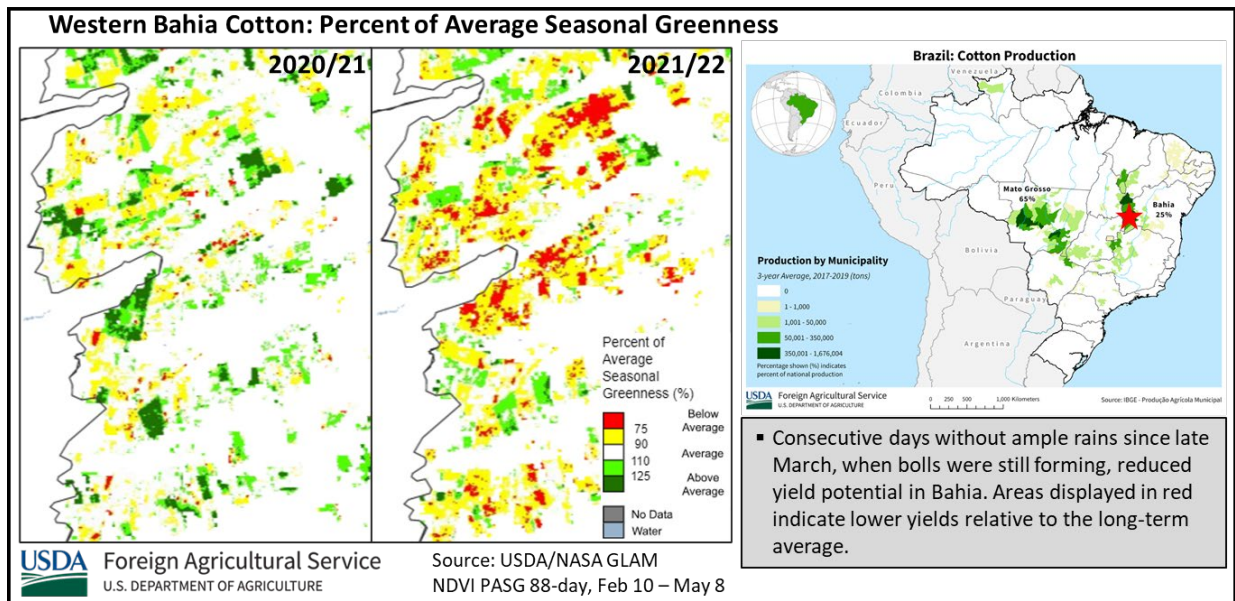 Western Bahia Cotton: Percent of Average Seasonal Greenness
2020/21
2021/22
Percent of
Average
Seasonal
Greenness (%)
75
90
110
125
Below
Average
Average
Above
Average
No Data
Water
USDA
Foreign Agricultural Service
U.S. DEPARTMENT OF AGRICULTURE
Source: USDA/NASA GLAM
NDVI PASG 88-day, Feb 10 – May 8
Brazil: Cotton Production
Venezuela
Colombia
Ecuador
Peru
Bolivia
Paraguay
Argentina
Mato Grosso
65%
Bahia
25%
Production by Municipality
3-year Average, 2017-2019 (tons)
0
1 - 1,000
1,001 - 50,000
50,001 - 350,000
350,001 - 1,676,004
Percentage shown (%) indicates
percent of national production
USDA
Foreign Agricultural Service
U.S. DEPARTMENT OF AGRICULTURE
0 250 500 1,000 Kilometers
Source: IBGE - Produção Agrícola Municipal
▪ Consecutive days without ample rains since late
March, when bolls were still forming, reduced
yield potential in Bahia. Areas displayed in red
indicate lower yields relative to the long-term
average.